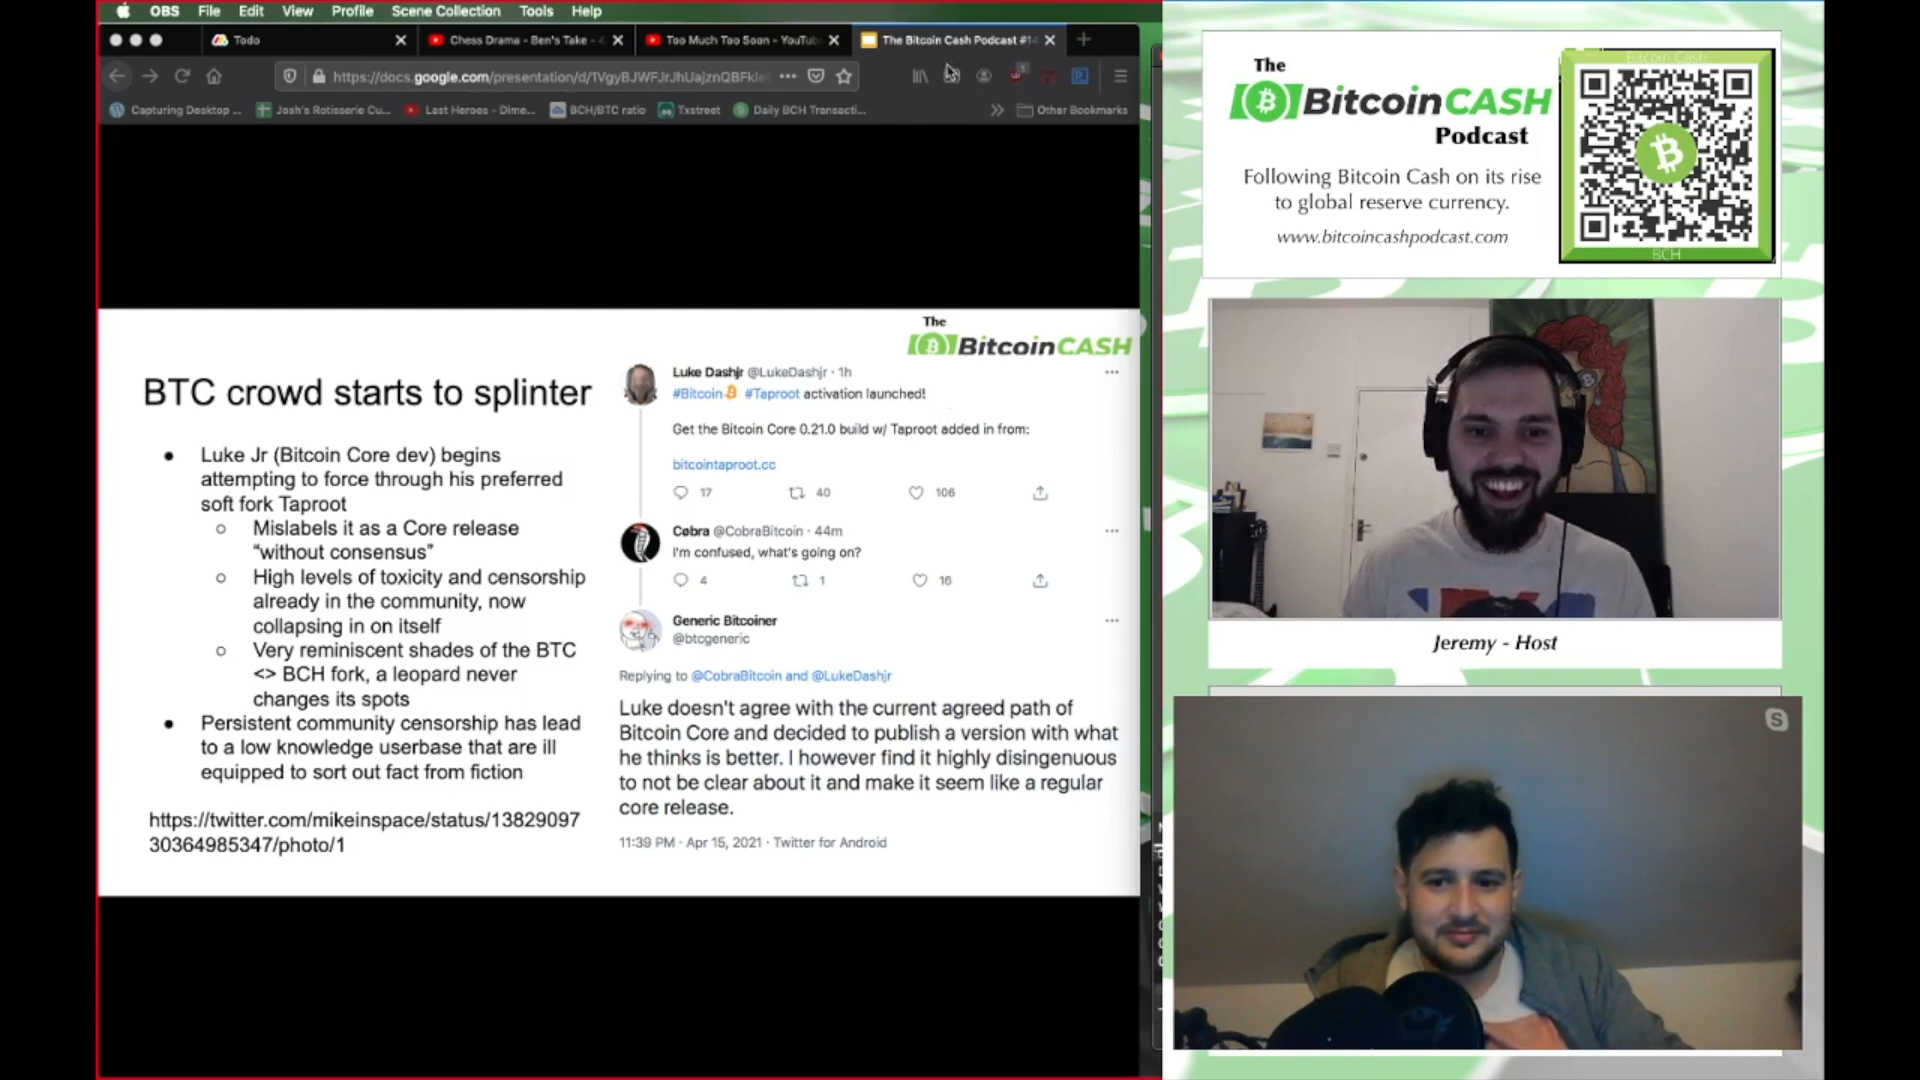 OBS File Edit View Profile Scene Collection Tools Help
Todo
Chess Drama - Ben's Take -
Too Much Too Soon - YouTub
The Bitcoin Cash Podcast #1
https://docs.google.com/presentation/d/1VgyBJWFJrJhUajznQBFkle
Capturing Desktop ...
Josh's Rotisserie Cu...
Last Heroes - Dime...
BCH/BTC ratio
Txstreet
Daily BCH Transacti...
Other Bookmarks
The
BitcoinCASH
BTC crowd starts to splinter
● Luke Jr (Bitcoin Core dev) begins
attempting to force through his preferred
soft fork Taproot
○ Mislabels it as a Core release
“without consensus”
○ High levels of toxicity and censorship
already in the community, now
collapsing in on itself
○ Very reminiscent shades of the BTC
<> BCH fork, a leopard never
changes its spots
● Persistent community censorship has lead
to a low knowledge userbase that are ill
equipped to sort out fact from fiction
https://twitter.com/mikeinspace/status/13829097
30364985347/photo/1
Luke Dashjr @LukeDashjr · 1h
#Bitcoin #Taproot activation launched!
Get the Bitcoin Core 0.21.0 build w/ Taproot added in from:
bitcointaproot.cc
17 40 106
Cøbra @CobraBitcoin · 44m
I'm confused, what's going on?
4 1 16
Generic Bitcoiner
@btcgeneric
Replying to @CobraBitcoin and @LukeDashjr
Luke doesn't agree with the current agreed path of
Bitcoin Core and decided to publish a version with what
he thinks is better. I however find it highly disingenuous
to not be clear about it and make it seem like a regular
core release.
11:39 PM · Apr 15, 2021 · Twitter for Android
The
BitcoinCASH
Podcast
Following Bitcoin Cash on its rise
to global reserve currency.
www.bitcoincashpodcast.com
Bitcoin Cash
BCH
Jeremy - Host